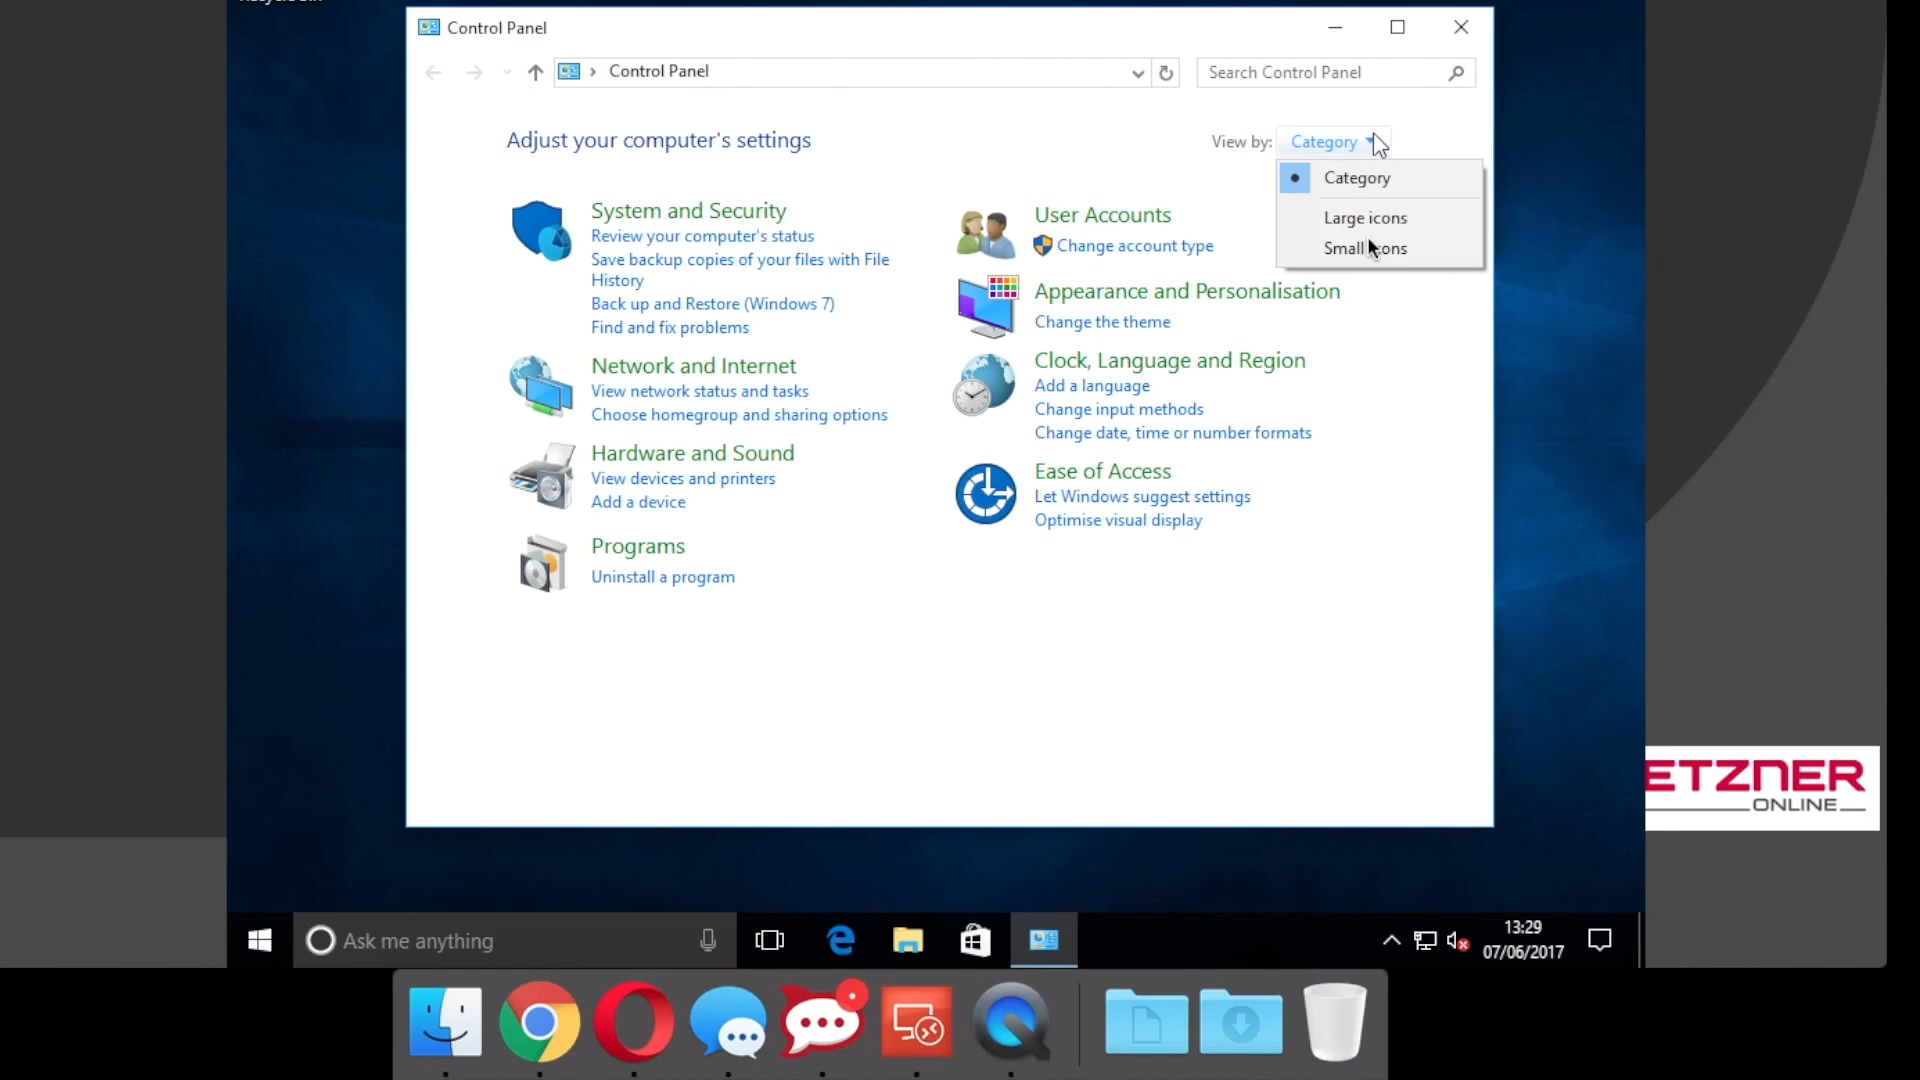 Control Panel
Control Panel
Search Control Panel
Adjust your computer's settings
View by:
Category
Category
Large icons
Small icons
System and Security
Review your computer's status
Save backup copies of your files with File
History
Back up and Restore (Windows 7)
Find and fix problems
Network and Internet
View network status and tasks
Choose homegroup and sharing options
Hardware and Sound
View devices and printers
Add a device
Programs
Uninstall a program
User Accounts
Change account type
Appearance and Personalisation
Change the theme
Clock, Language and Region
Add a language
Change input methods
Change date, time or number formats
Ease of Access
Let Windows suggest settings
Optimise visual display
ETZNER
ONLINE
Ask me anything
13:29
07/06/2017